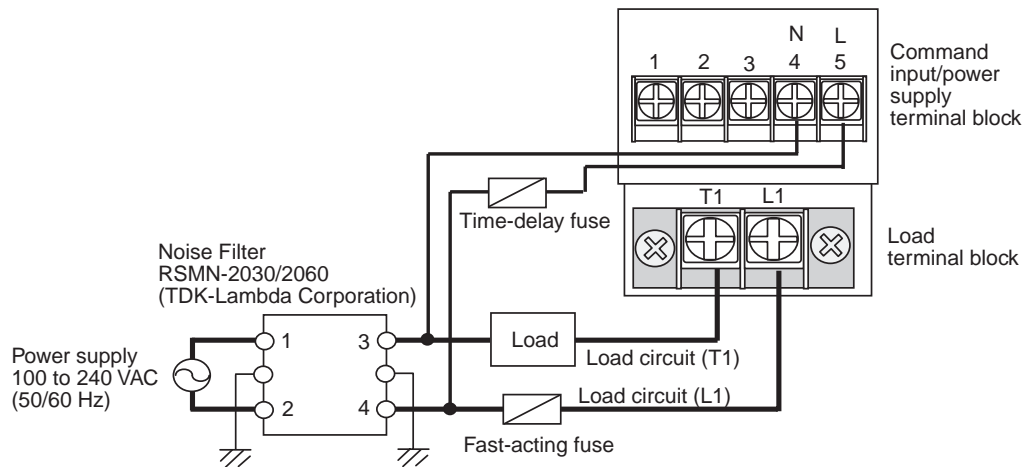 N L
1 2 3 4 5
Command
input/power
supply
terminal block
T1 L1
Time-delay fuse
Load
terminal block
Noise Filter
RSMN-2030/2060
(TDK-Lambda Corporation)
1 3
Load
Load circuit (T1)
Power supply
100 to 240 VAC
(50/60 Hz)
2 4
Load circuit (L1)
Fast-acting fuse